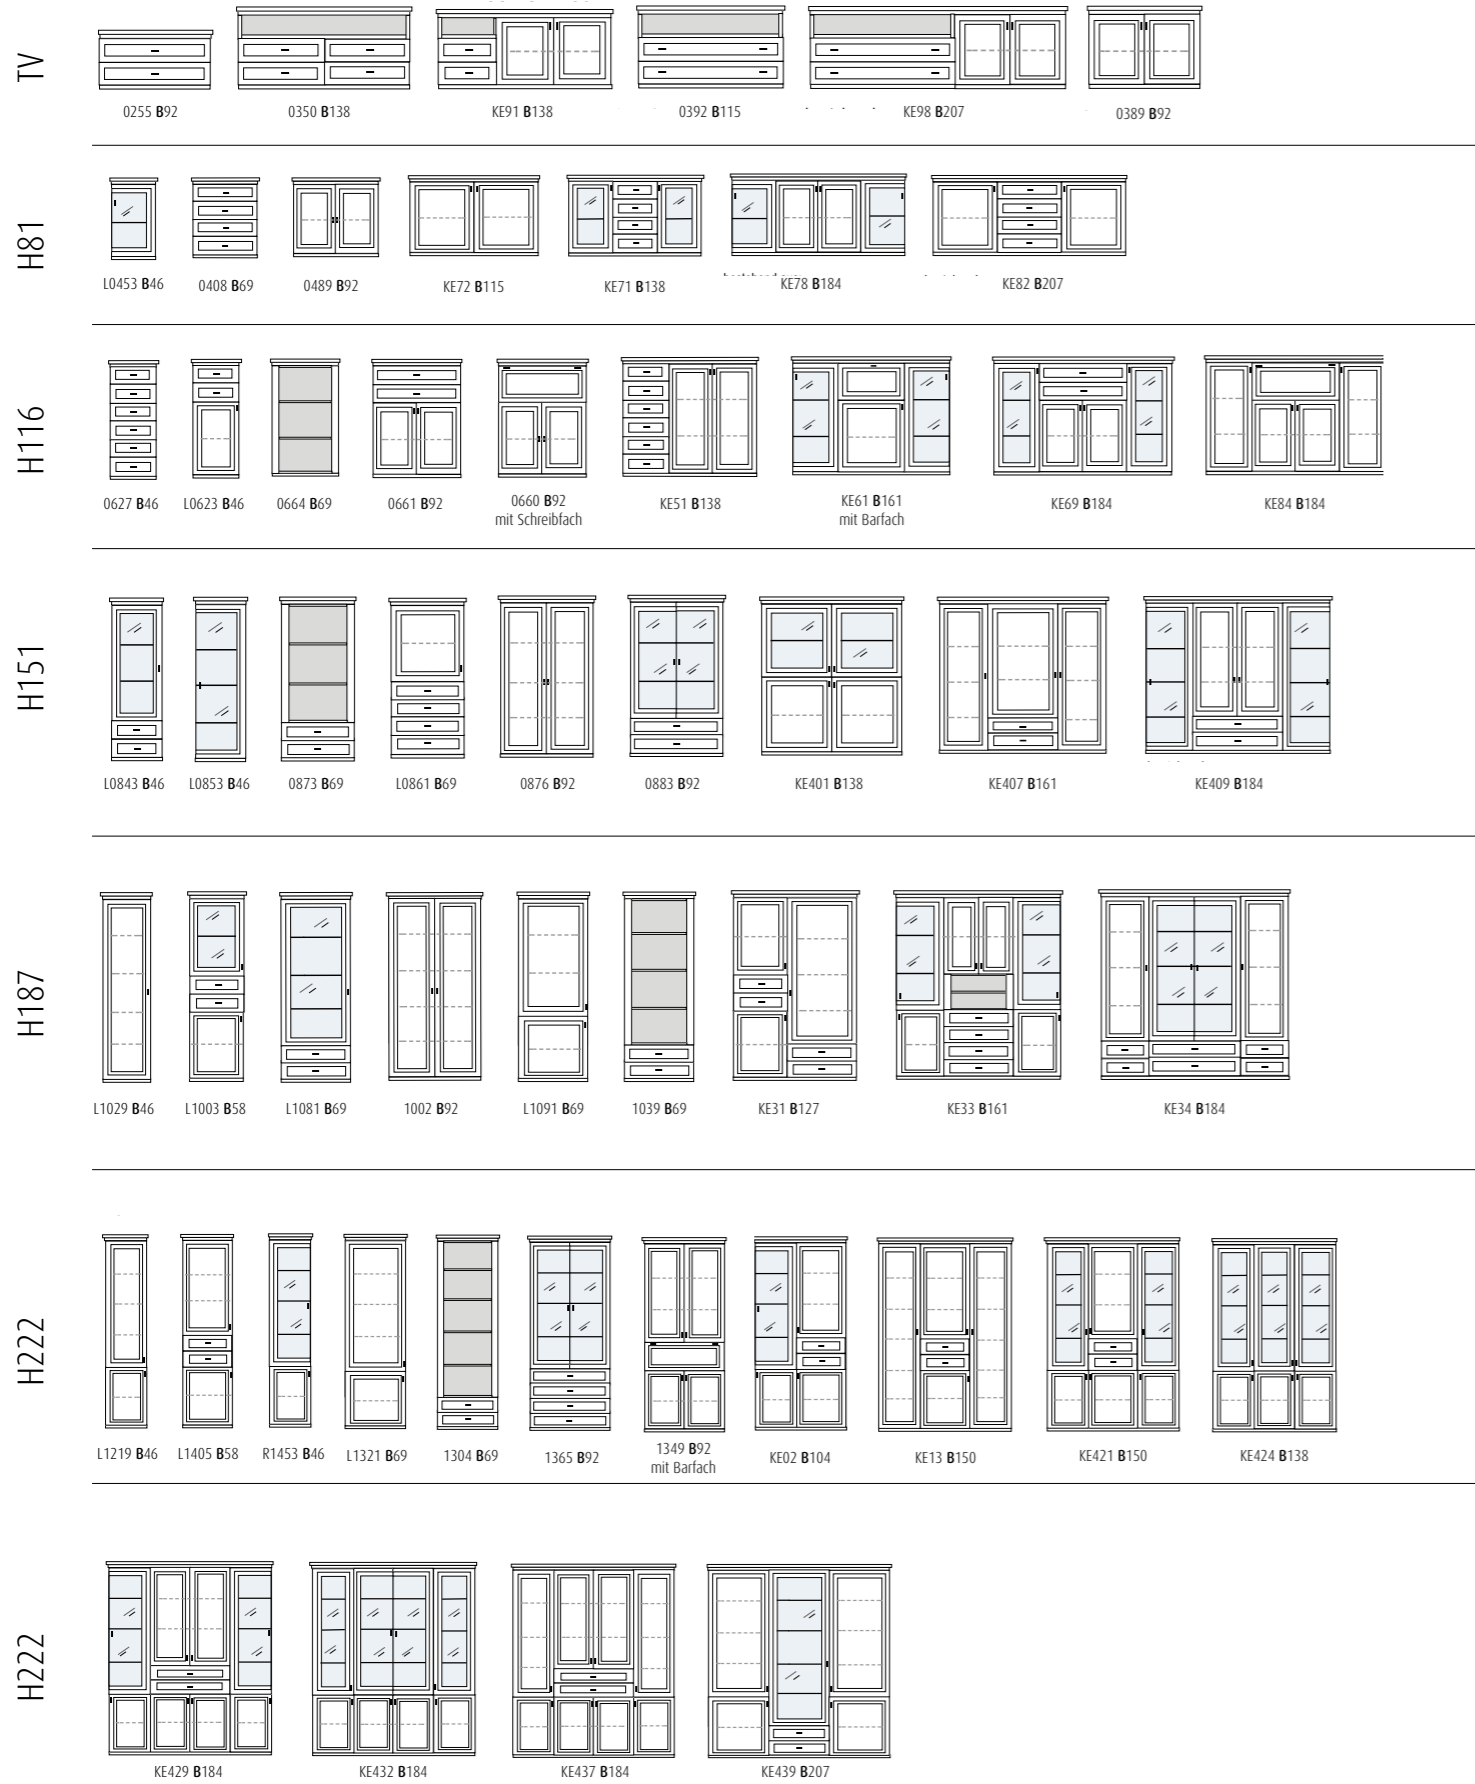 TV
0255 B92
0350 B138
KE91 B138
0392 B115
KE98 B207
0389 B92
H81
L0453 B46
0408 B69
0489 B92
KE72 B115
KE71 B138
KE78 B184
KE82 B207
H116
0627 B46
L0623 B46
0664 B69
0661 B92
0660 B92
mit Schreibfach
KE51 B138
KE61 B161
mit Barfach
KE69 B184
KE84 B184
H151
L0843 B46
L0853 B46
0873 B69
L0861 B69
0876 B92
0883 B92
KE401 B138
KE407 B161
KE409 B184
H187
L1029 B46
L1003 B58
L1081 B69
1002 B92
L1091 B69
1039 B69
KE31 B127
KE33 B161
KE34 B184
H222
L1219 B46
L1405 B58
R1453 B46
L1321 B69
1304 B69
1365 B92
1349 B92
mit Barfach
KE02 B104
KE13 B150
KE421 B150
KE424 B138
H222
KE429 B184
KE432 B184
KE437 B184
KE439 B207